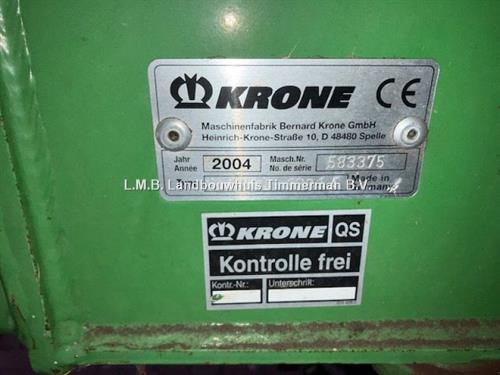 KRONE CE
Maschinenfabrik Bernard Krone GmbH
Heinrich-Krone-Straße 10, D 48480 Spelle
Jahr Année 2004 Masch.Nr. No. de série 583375
L.M.B. Landbouwhuis Timmerman B.V.
Made in Germany
KRONE QS
Kontrolle frei
Kontr.-Nr.: Unterschrift: